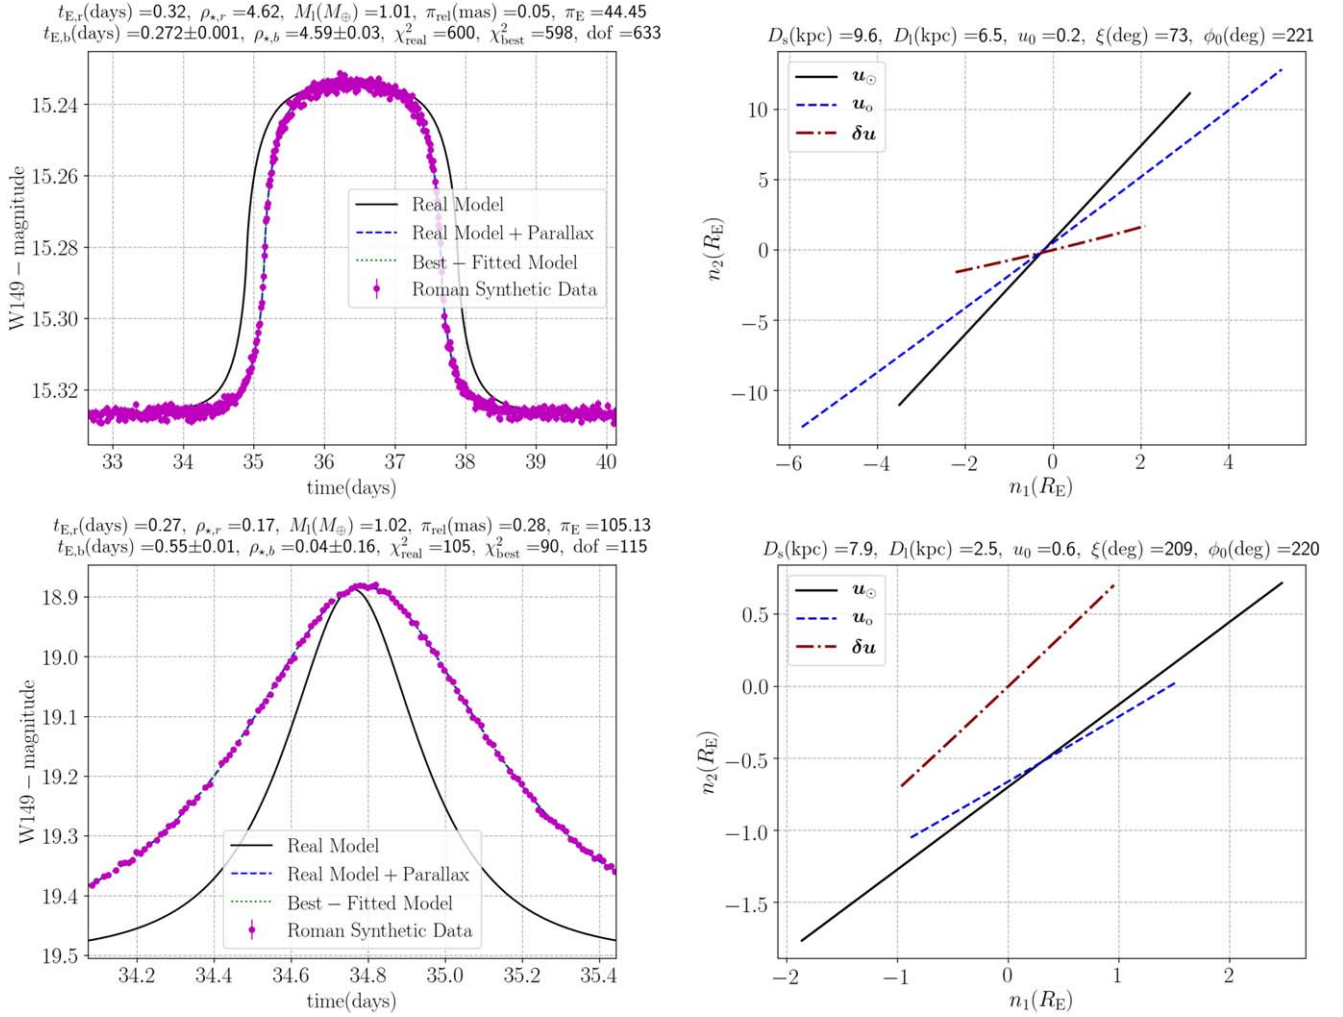 t_E,r(days) =0.32, ρ⋆,r =4.62, M_l(M⊕) =1.01, π_rel(mas) =0.05, π_E =44.45
t_E,b(days) =0.272±0.001, ρ⋆,b =4.59±0.03, χ²_real =600, χ²_best =598, dof =633
15.24
15.26
15.28
15.30
15.32
W149 − magnitude
Real Model
Real Model + Parallax
Best − Fitted Model
Roman Synthetic Data
33 34 35 36 37 38 39 40
time(days)
D_s(kpc) =9.6, D_l(kpc) =6.5, u_0 =0.2, ξ(deg) =73, φ_0(deg) =221
u_⊙
u_o
δu
10
5
0
−5
−10
n_2(R_E)
−6 −4 −2 0 2 4
n_1(R_E)
t_E,r(days) =0.27, ρ⋆,r =0.17, M_l(M⊕) =1.02, π_rel(mas) =0.28, π_E =105.13
t_E,b(days) =0.55±0.01, ρ⋆,b =0.04±0.16, χ²_real =105, χ²_best =90, dof =115
18.9
19.0
19.1
19.2
19.3
19.4
19.5
W149 − magnitude
Real Model
Real Model + Parallax
Best − Fitted Model
Roman Synthetic Data
34.2 34.4 34.6 34.8 35.0 35.2 35.4
time(days)
D_s(kpc) =7.9, D_l(kpc) =2.5, u_0 =0.6, ξ(deg) =209, φ_0(deg) =220
u_⊙
u_o
δu
0.5
0.0
−0.5
−1.0
−1.5
n_2(R_E)
−2 −1 0 1 2
n_1(R_E)